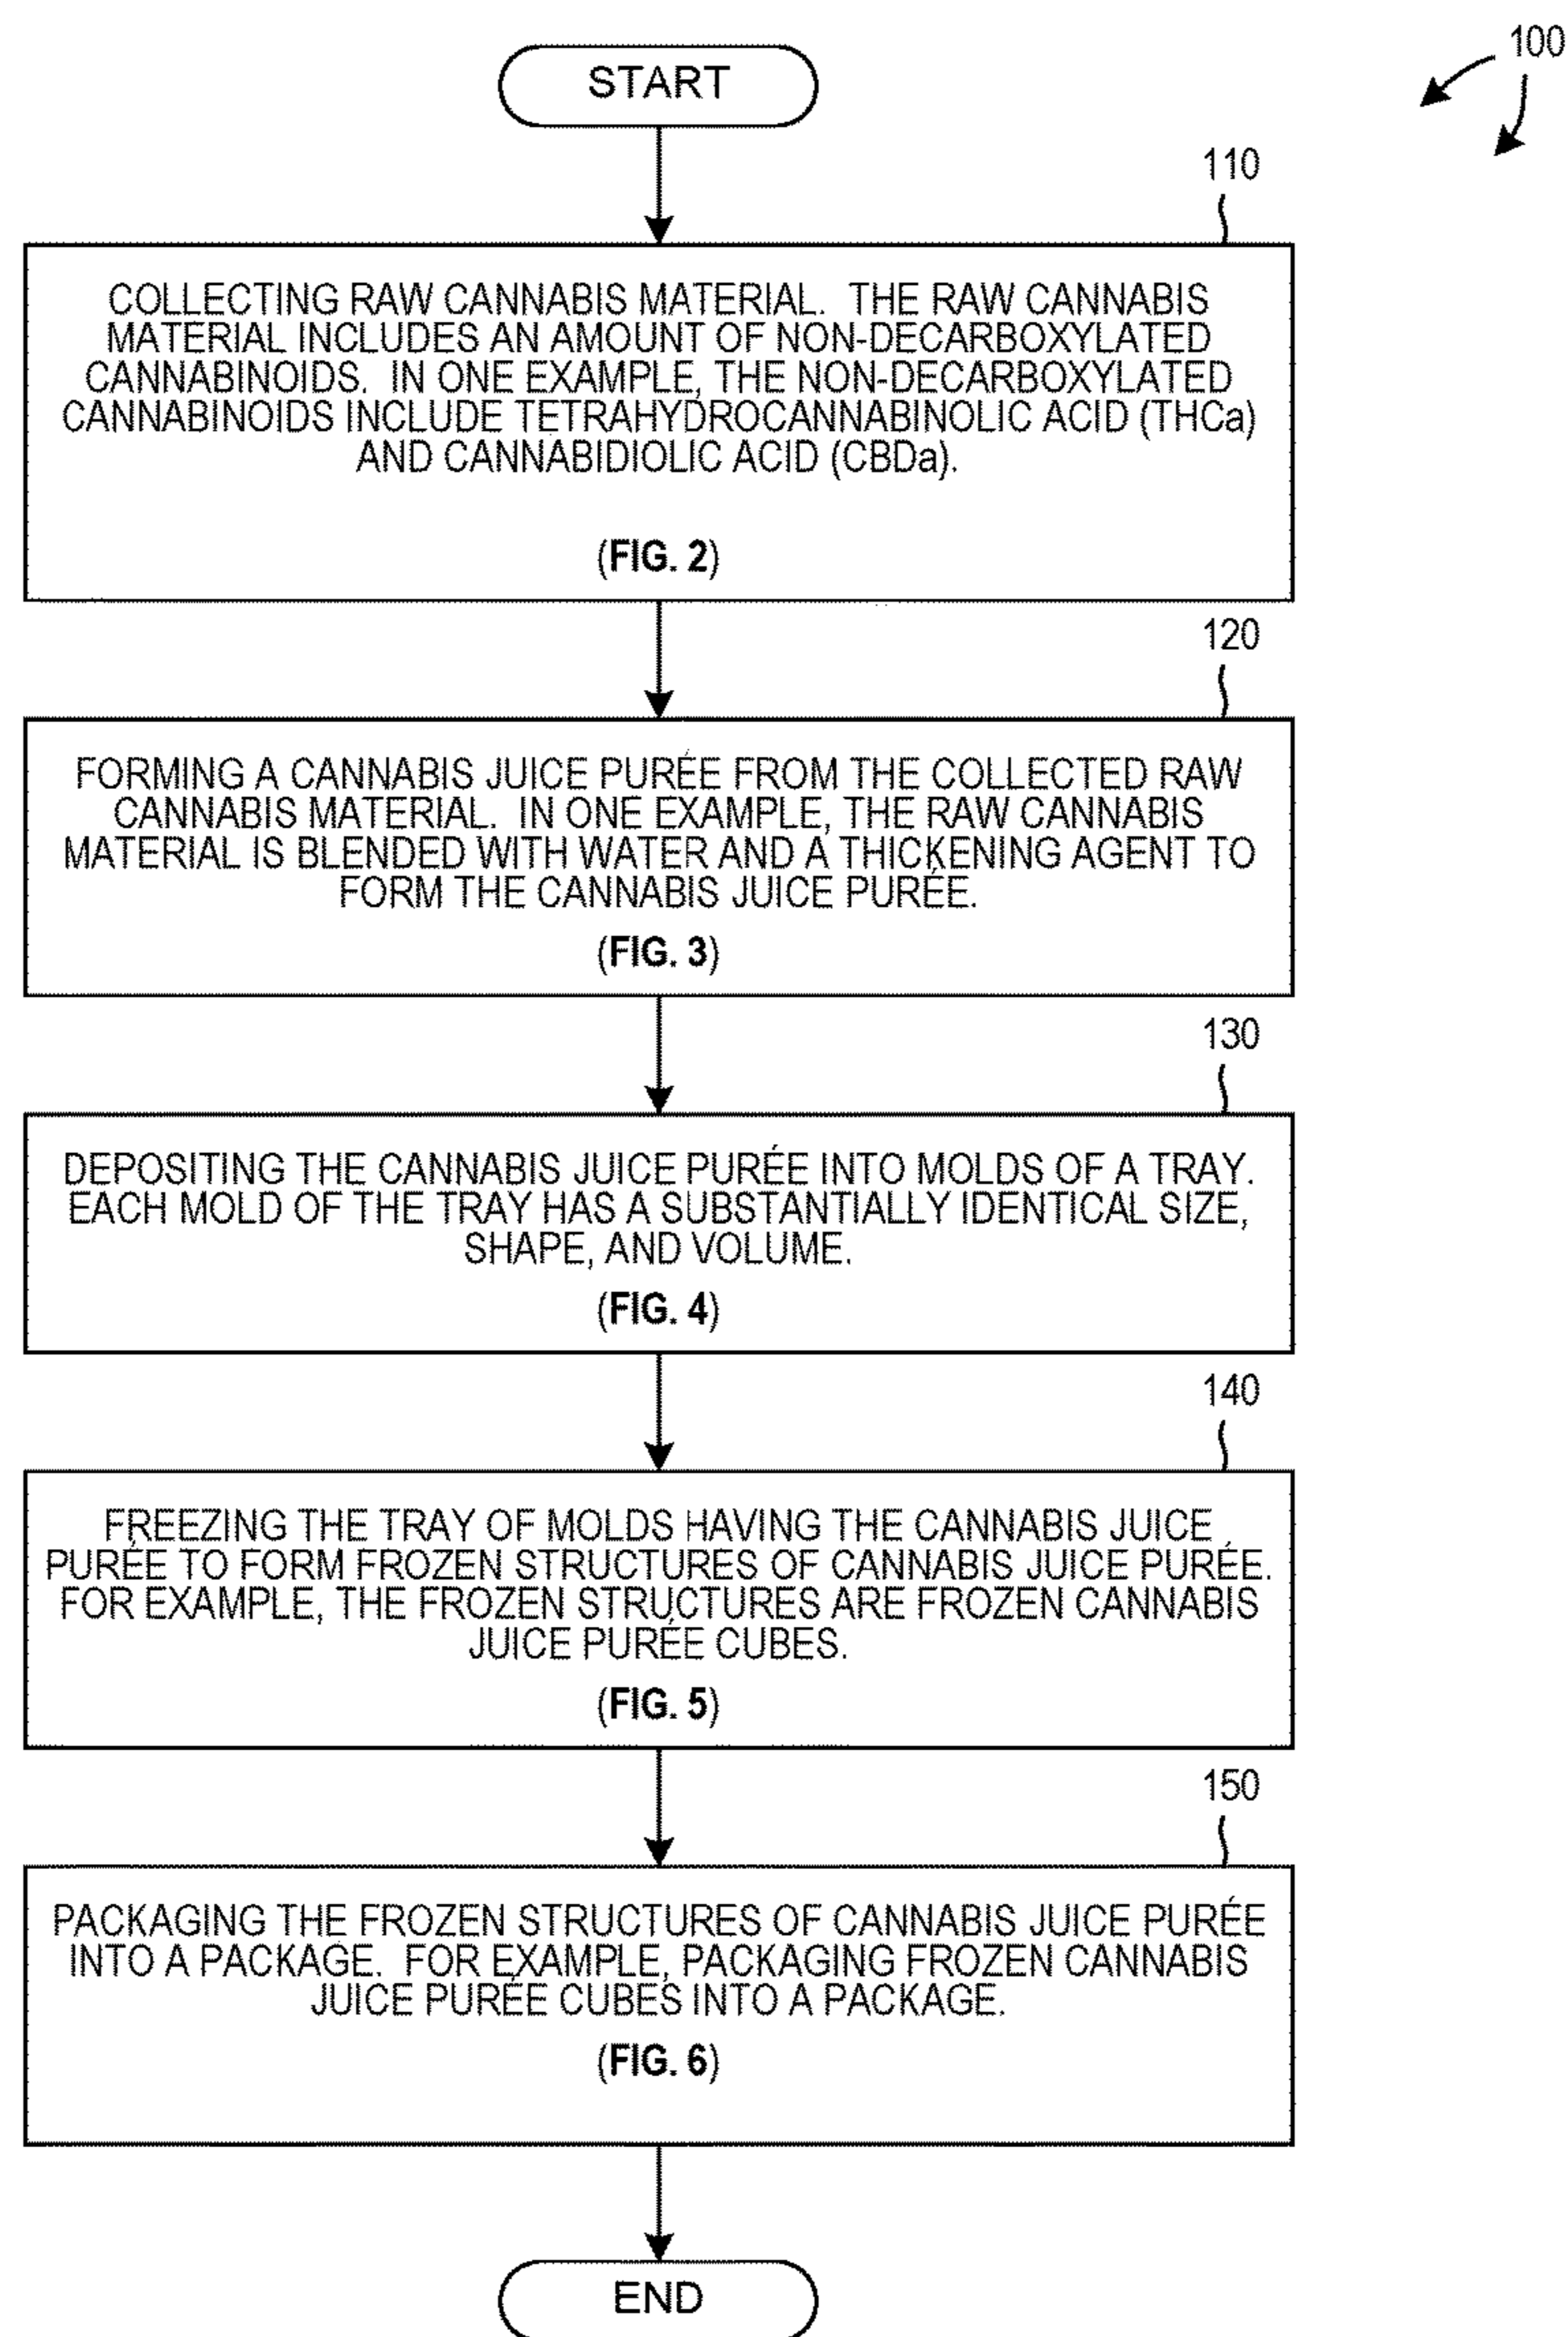 START
100
110
COLLECTING RAW CANNABIS MATERIAL. THE RAW CANNABIS
MATERIAL INCLUDES AN AMOUNT OF NON-DECARBOXYLATED
CANNABINOIDS. IN ONE EXAMPLE, THE NON-DECARBOXYLATED
CANNABINOIDS INCLUDE TETRAHYDROCANNABINOLIC ACID (THCa)
AND CANNABIDIOLIC ACID (CBDa).
(FIG. 2)
120
FORMING A CANNABIS JUICE PURÉE FROM THE COLLECTED RAW
CANNABIS MATERIAL. IN ONE EXAMPLE, THE RAW CANNABIS
MATERIAL IS BLENDED WITH WATER AND A THICKENING AGENT TO
FORM THE CANNABIS JUICE PURÉE.
(FIG. 3)
130
DEPOSITING THE CANNABIS JUICE PURÉE INTO MOLDS OF A TRAY.
EACH MOLD OF THE TRAY HAS A SUBSTANTIALLY IDENTICAL SIZE,
SHAPE, AND VOLUME.
(FIG. 4)
140
FREEZING THE TRAY OF MOLDS HAVING THE CANNABIS JUICE
PURÉE TO FORM FROZEN STRUCTURES OF CANNABIS JUICE PURÉE.
FOR EXAMPLE, THE FROZEN STRUCTURES ARE FROZEN CANNABIS
JUICE PURÉE CUBES.
(FIG. 5)
150
PACKAGING THE FROZEN STRUCTURES OF CANNABIS JUICE PURÉE
INTO A PACKAGE. FOR EXAMPLE, PACKAGING FROZEN CANNABIS
JUICE PURÉE CUBES INTO A PACKAGE.
(FIG. 6)
END